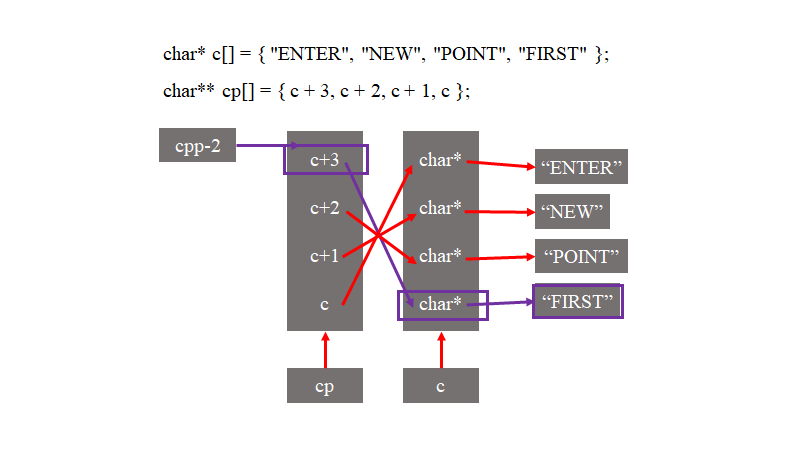 char* c[] = { "ENTER", "NEW", "POINT", "FIRST" };
char** cp[] = { c + 3, c + 2, c + 1, c };
cpp-2
c+3
char*
“ENTER”
c+2
char*
“NEW”
c+1
char*
“POINT”
c
char*
“FIRST”
cp
c